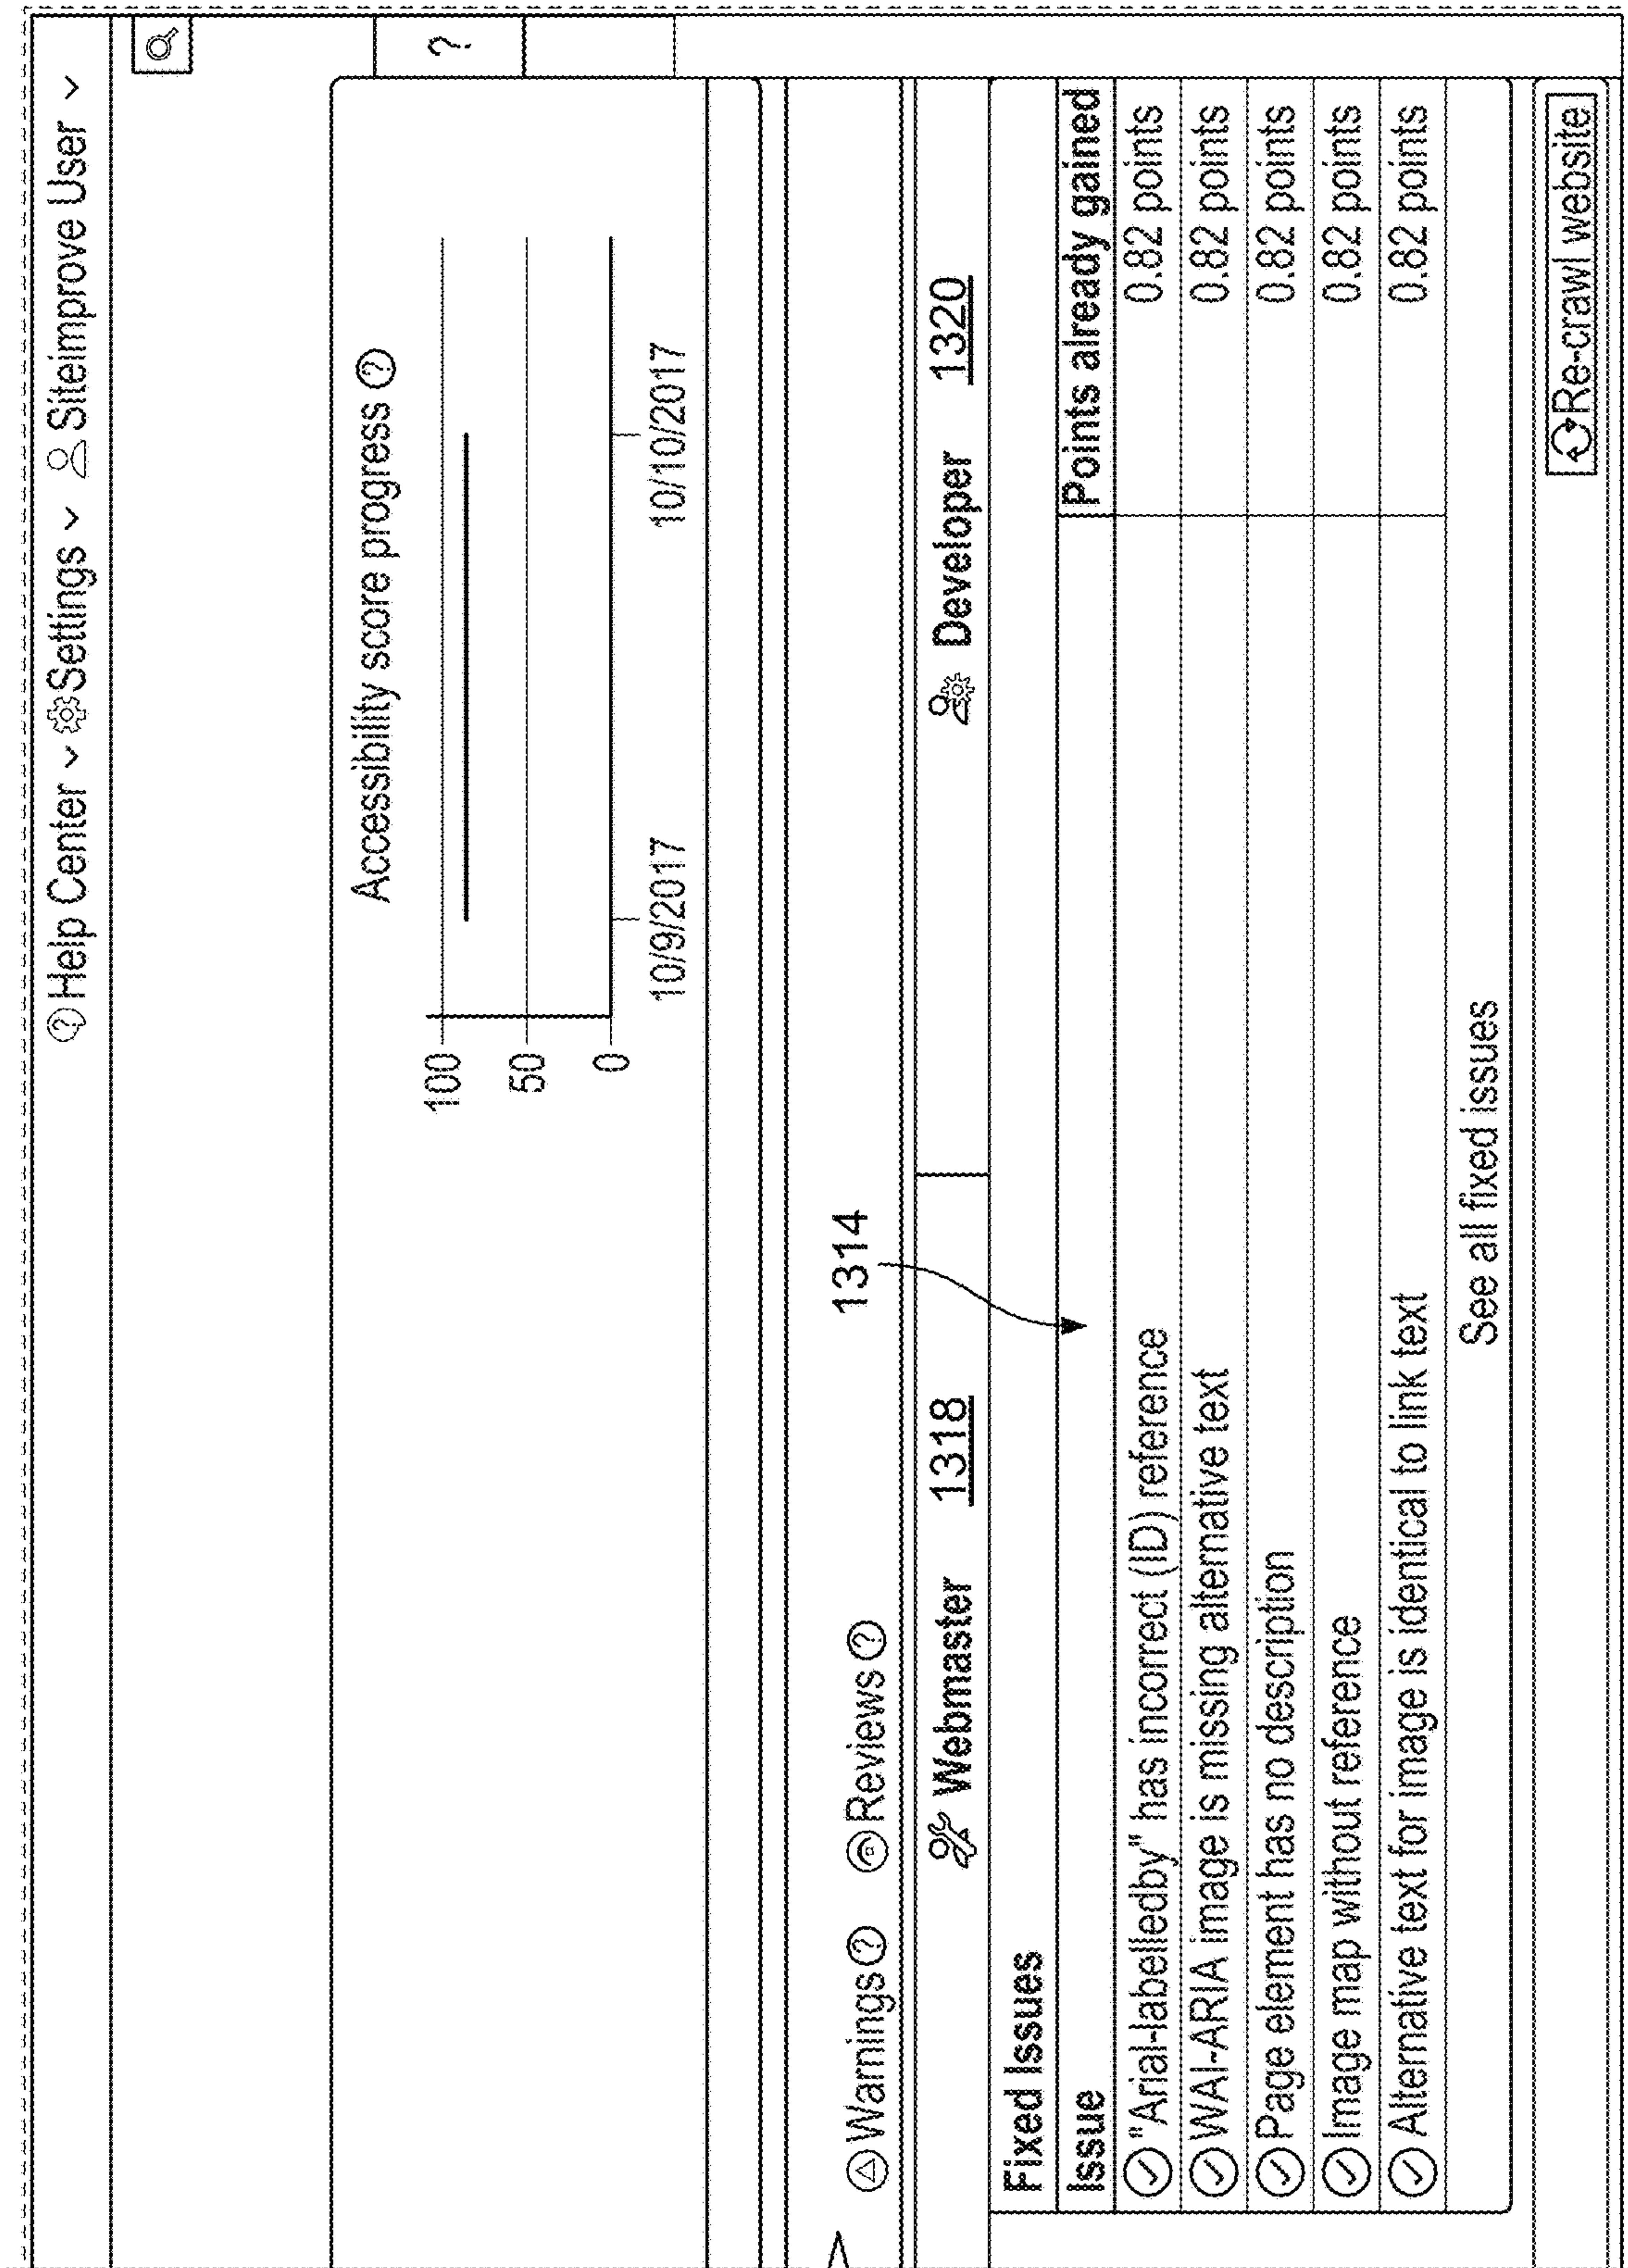 Help Center Settings Siteimprove User
?
Accessibility score progress ?
100
50
0
10/9/2017 10/10/2017
1314
Warnings ? Reviews ?
Webmaster 1318 Developer 1320
Fixed Issues
Issue Points already gained
"Arial-labelledby" has incorrect (ID) reference 0.82 points
WAI-ARIA image is missing alternative text 0.82 points
Page element has no description 0.82 points
Image map without reference 0.82 points
Alternative text for image is identical to link text 0.82 points
See all fixed issues
Re-crawl website